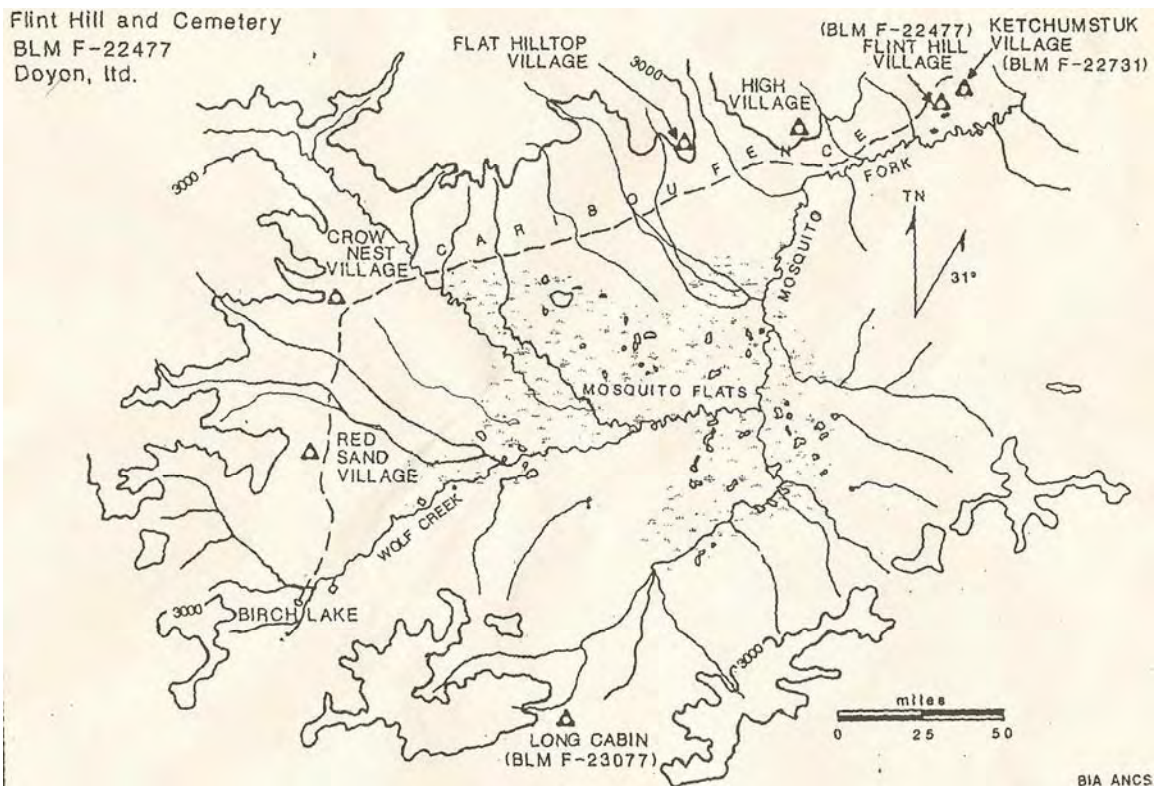 Flint Hill and Cemetery
BLM F-22477
Doyon, ltd.
FLAT HILLTOP
VILLAGE
3000
(BLM F-22477)
FLINT HILL
VILLAGE
KETCHUMSTUK
VILLAGE
(BLM F-22731)
HIGH
VILLAGE
CARIBOU FENCE
MOSQUITO FORK
3000
CROW
NEST
VILLAGE
TN
31°
MOSQUITO FLATS
RED
SAND
VILLAGE
WOLF CREEK
3000
BIRCH LAKE
3000
LONG CABIN
(BLM F-23077)
miles
0 25 50
BIA ANCS